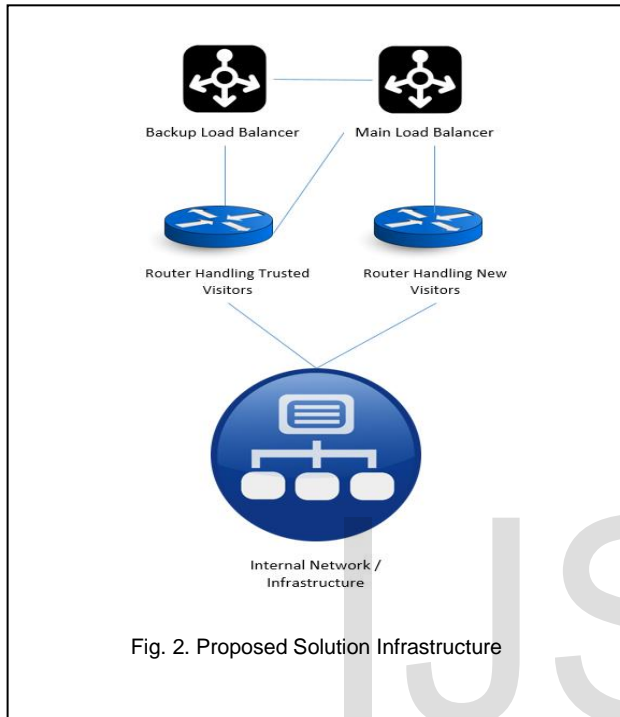 Backup Load Balancer
Main Load Balancer
Router Handling Trusted
Visitors
Router Handling New
Visitors
Internal Network /
Infrastructure
Fig. 2. Proposed Solution Infrastructure
IJS